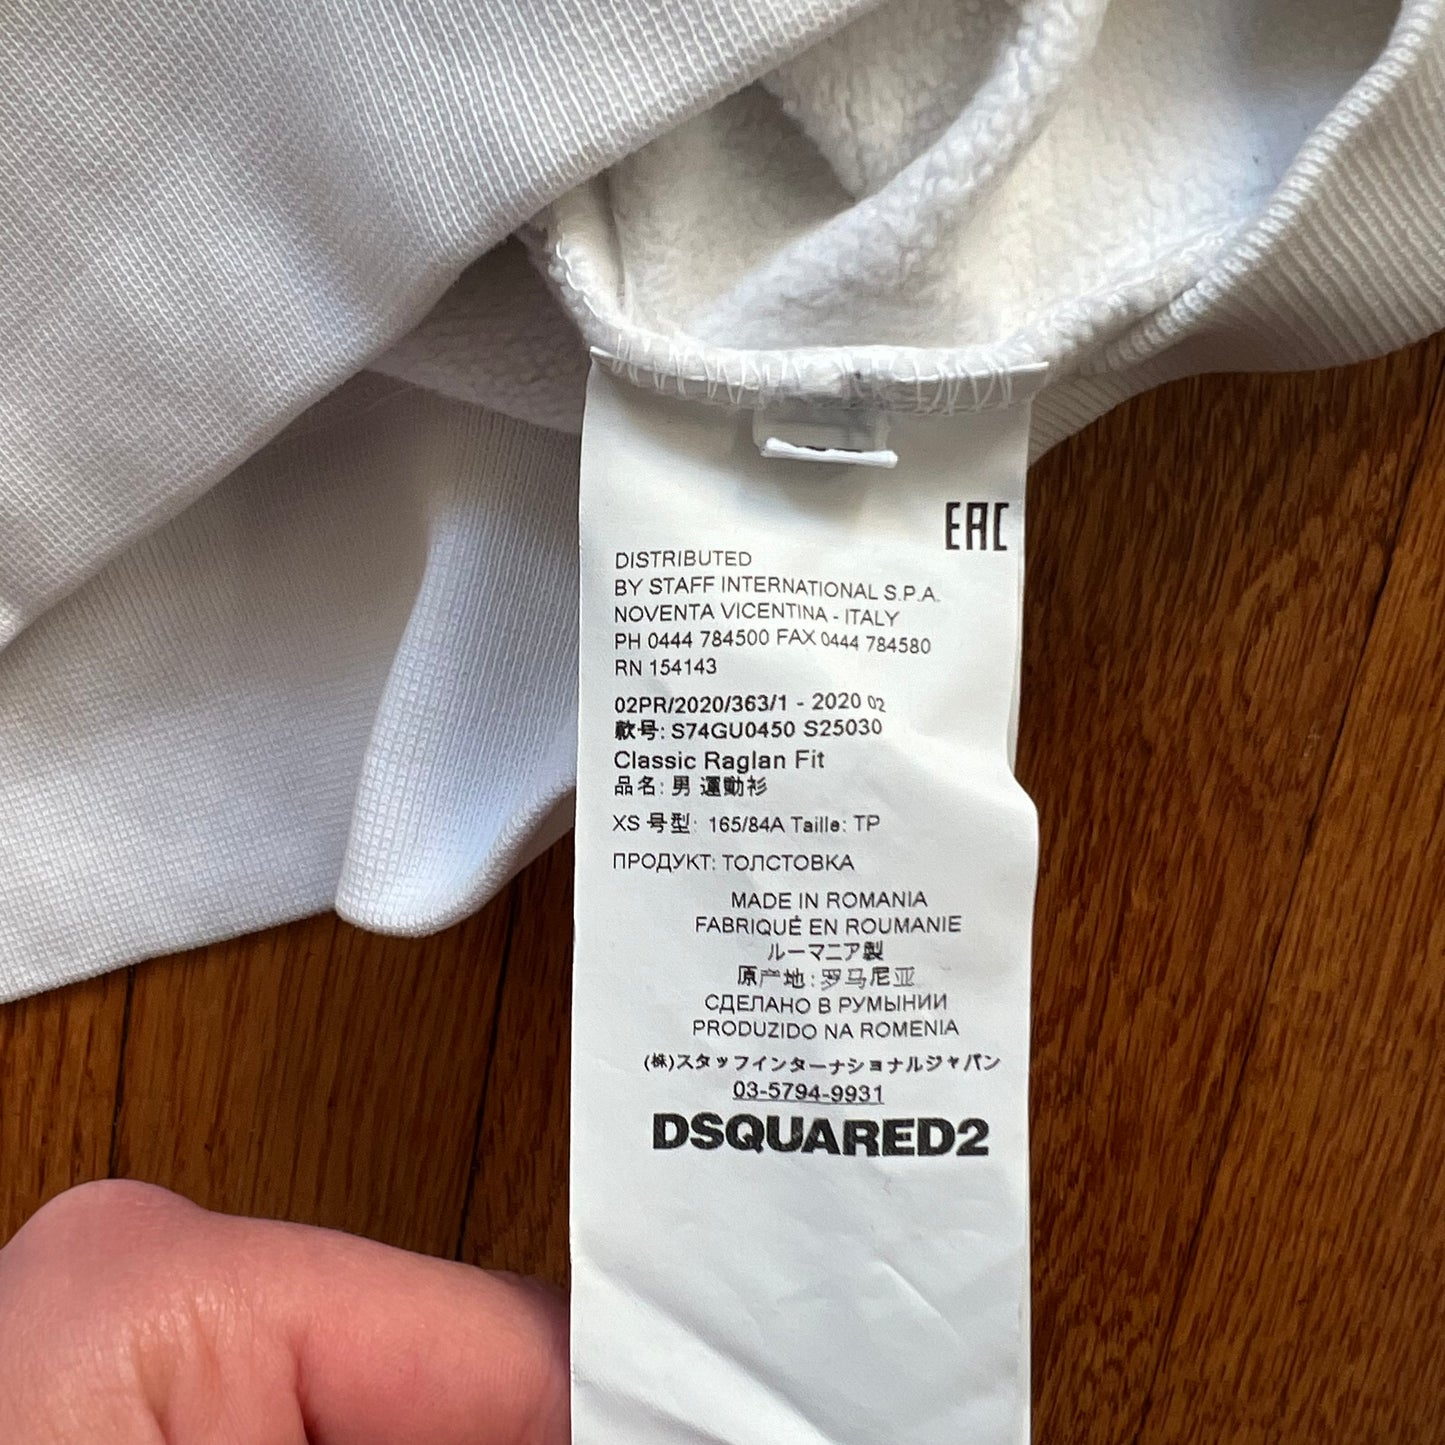 EAC
DISTRIBUTED
BY STAFF INTERNATIONAL S.P.A.
NOVENTA VICENTINA - ITALY
PH 0444 784500 FAX 0444 784580
RN 154143
02PR/2020/363/1 - 2020 02
款号: S74GU0450 S25030
Classic Raglan Fit
品名: 男 運動衫
XS 号型: 165/84A Taille: TP
ПРОДУКТ: ТОЛСТОВКА
MADE IN ROMANIA
FABRIQUÉ EN ROUMANIE
ルーマニア製
原产地: 罗马尼亚
СДЕЛАНО В РУМЫНИИ
PRODUZIDO NA ROMENIA
(株)スタッフインターナショナルジャパン
03-5794-9931
DSQUARED2